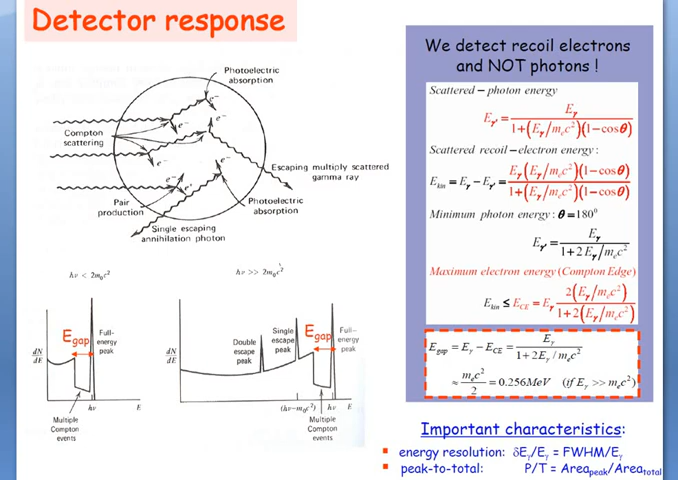 Detector response
Photoelectric
absorption
e⁻
e⁻
Compton
scattering
e⁻
e⁻
e⁻
Escaping multiply scattered
gamma ray
e⁻
e⁺
Pair
production
Photoelectric
absorption
Single escaping
annihilation photon
hν < 2m₀c²
hν >> 2m₀c²
Egap
Full-
energy
peak
dN
dE
hν
E
Multiple
Compton
events
Double
escape
peak
Single
escape
peak
Egap
Full-
energy
peak
dN
dE
(hν−m₀c²)
hν
E
Multiple
Compton
events
We detect recoil electrons
and NOT photons !
Scattered – photon energy
Eγ' = Eγ / 1+(Eγ/mec²)(1−cosθ)
Scattered recoil – electron energy :
Ekin = Eγ − Eγ' = Eγ(Eγ/mec²)(1−cosθ) / 1+(Eγ/mec²)(1−cosθ)
Minimum photon energy : θ = 180⁰
Eγ' = Eγ / 1+2Eγ/mec²
Maximum electron energy (Compton Edge)
Ekin ≤ ECE = Eγ 2(Eγ/mec²) / 1+2(Eγ/mec²)
Egap = Eγ − ECE = Eγ / 1+2Eγ/mec²
≈ mec²/2 = 0.256MeV (if Eγ >> mec²)
Important characteristics:
energy resolution: δEγ/Eγ = FWHM/Eγ
peak-to-total: P/T = Areapeak/Areatotal